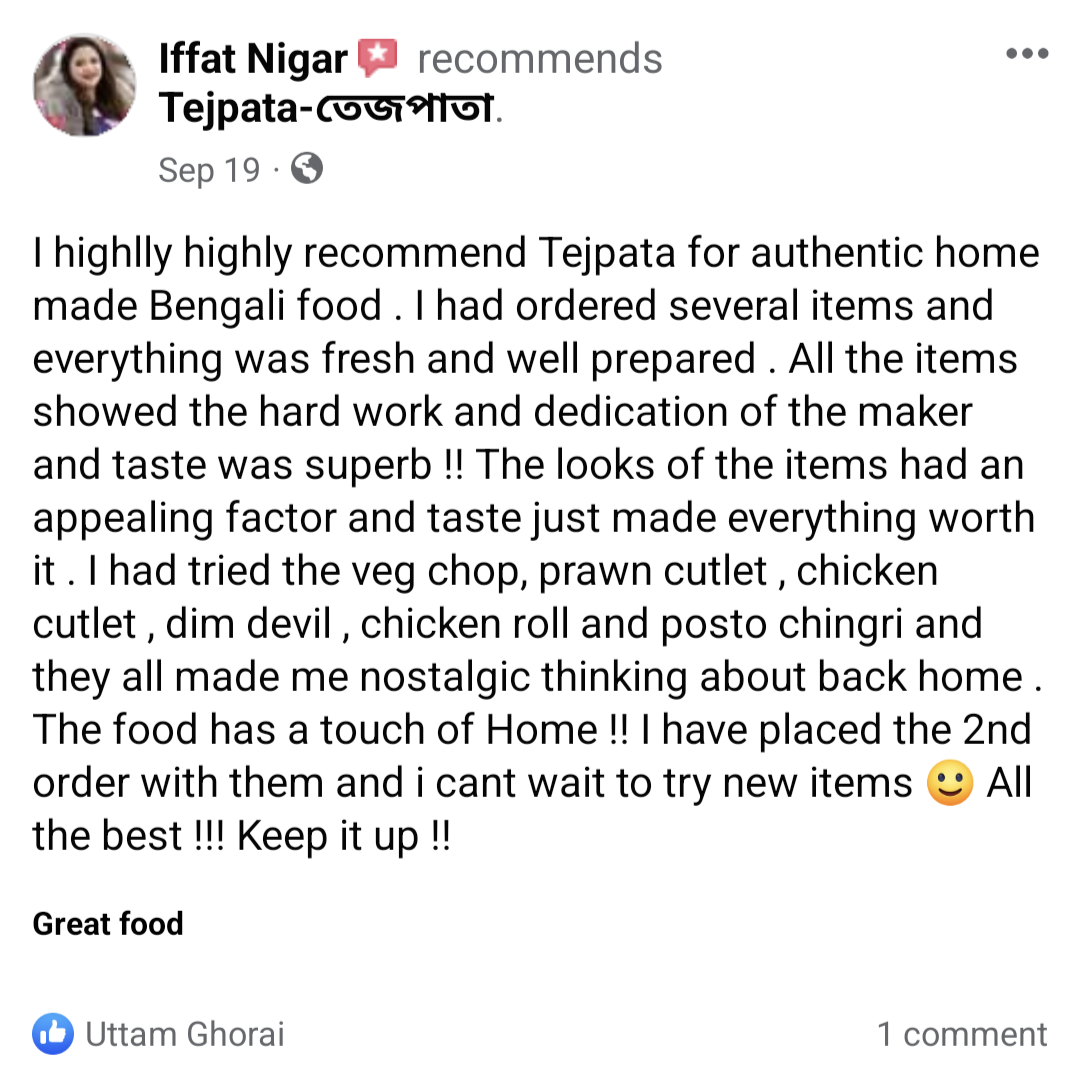 Iffat Nigar recommends
Tejpata-তেজপাতা.
Sep 19 ·
I highlly highly recommend Tejpata for authentic home
made Bengali food . I had ordered several items and
everything was fresh and well prepared . All the items
showed the hard work and dedication of the maker
and taste was superb !! The looks of the items had an
appealing factor and taste just made everything worth
it . I had tried the veg chop, prawn cutlet , chicken
cutlet , dim devil , chicken roll and posto chingri and
they all made me nostalgic thinking about back home .
The food has a touch of Home !! I have placed the 2nd
order with them and i cant wait to try new items 🙂 All
the best !!! Keep it up !!
Great food
Uttam Ghorai 1 comment